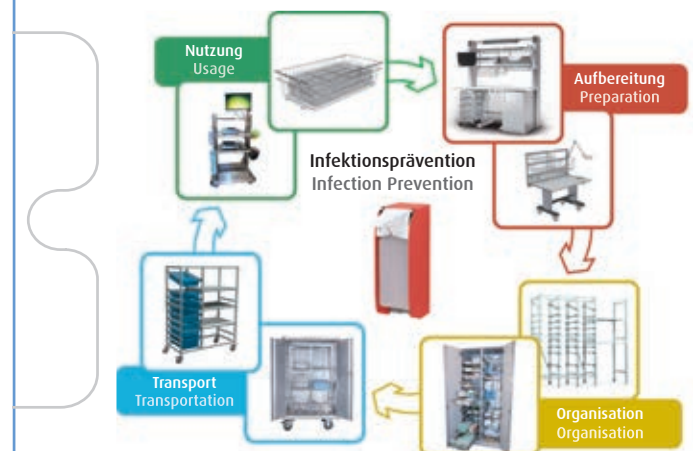 Nutzung
Usage
Aufbereitung
Preparation
Infektionsprävention
Infection Prevention
Transport
Transportation
Organisation
Organisation